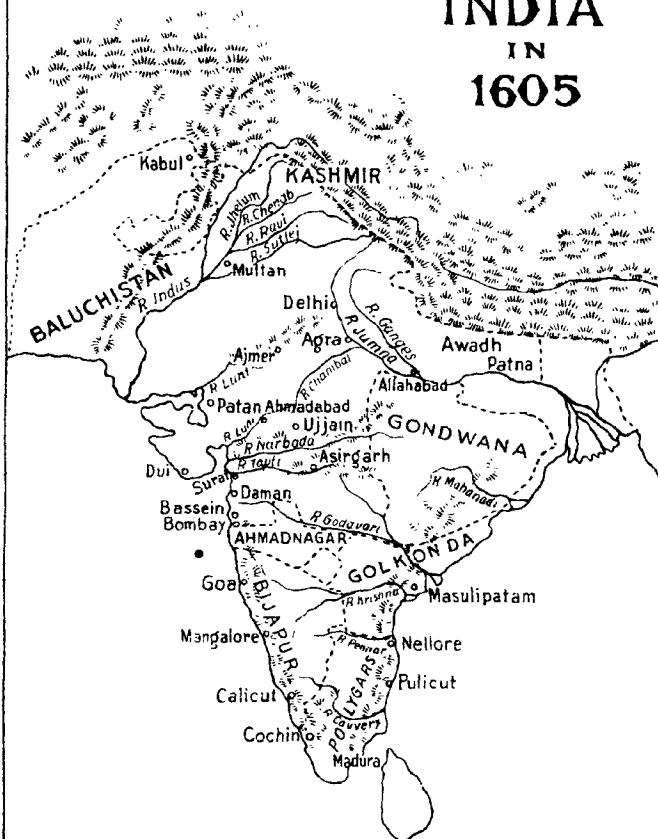 INDIA
IN
1605
Kabul
KASHMIR
R. Jhelum
R. Chenab
R. Ravi
R. Sutlej
Multan
BALUCHISTAN
R Indus
Delhi
R. Ganges
R Jumna
Agra
Awadh
Patna
Ajmer
R Luni
R Chambal
Allahabad
Patan
Ahmadabad
R Luni
Ujjain
GONDWANA
R Narbada
Dui
R Tapti
Asirgarh
Surat
R Mahanadi
Daman
Bassein
Bombay
R Godavari
AHMADNAGAR
GOLKONDA
Goa
BIJAPUR
R Krishna
Masulipatam
Mangalore
R Pennar
Nellore
POLYGARS
Pulicut
Calicut
R Cauvery
Cochin
Madura